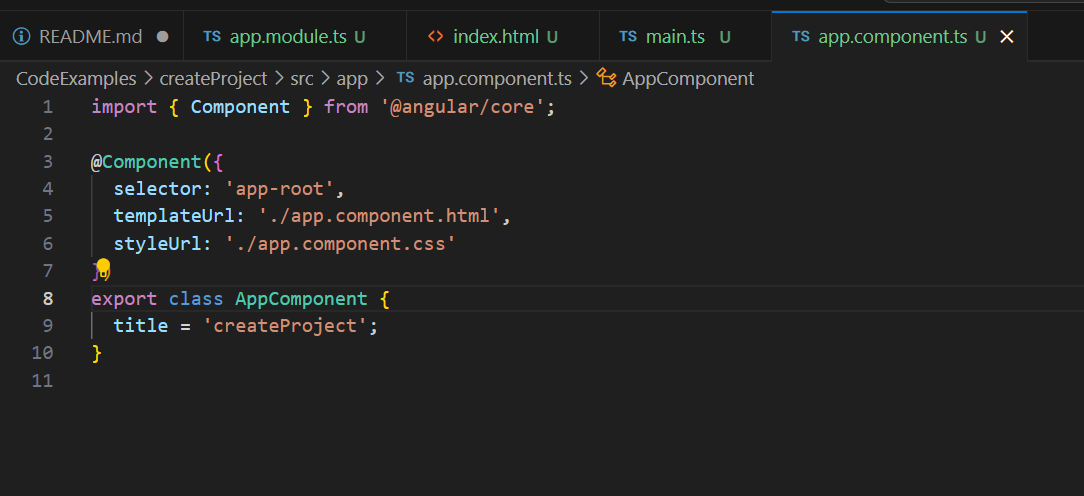 README.md ● TS app.module.ts U <> index.html U TS main.ts U TS app.component.ts U ×
CodeExamples > createProject > src > app > TS app.component.ts > AppComponent
1 import { Component } from '@angular/core';
2
3 @Component({
4 selector: 'app-root',
5 templateUrl: './app.component.html',
6 styleUrl: './app.component.css'
7 })
8 export class AppComponent {
9 title = 'createProject';
10 }
11